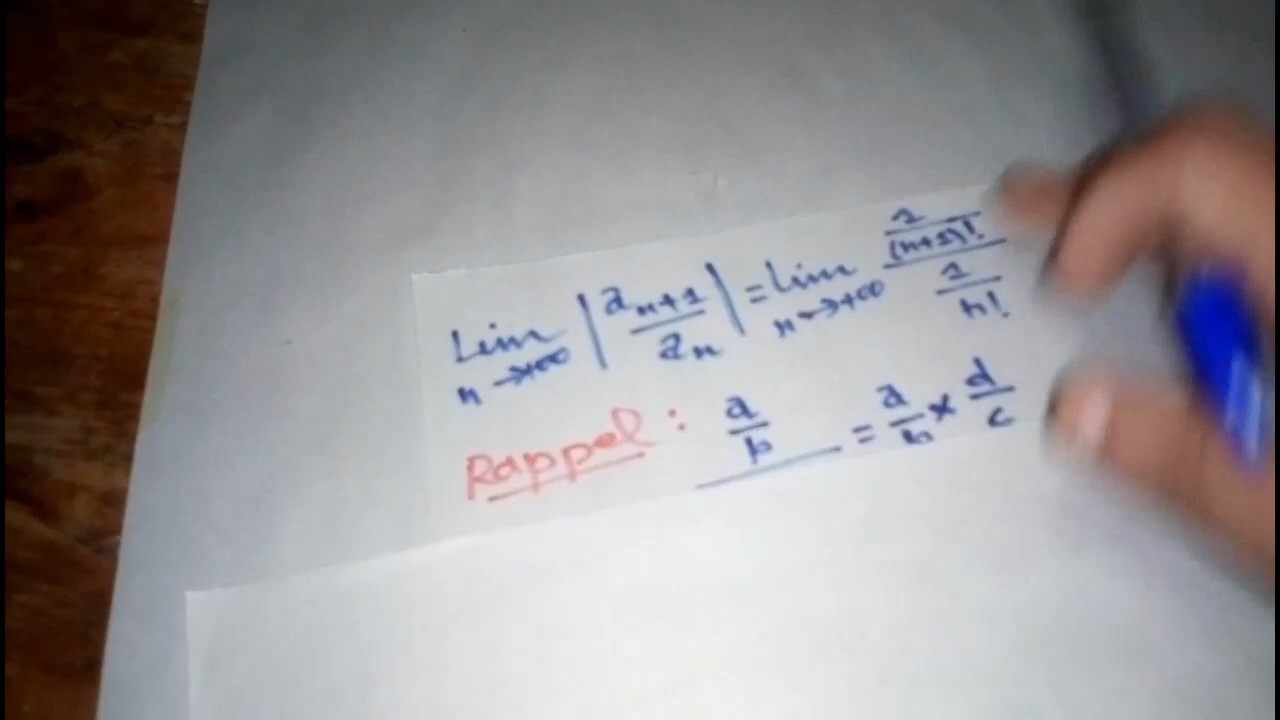 Lim n→+∞ |a_{n+1}/a_n| = lim n→+∞ (1/(n+1)!)/(1/n!)
Rappel : a/b = a/b × d/c